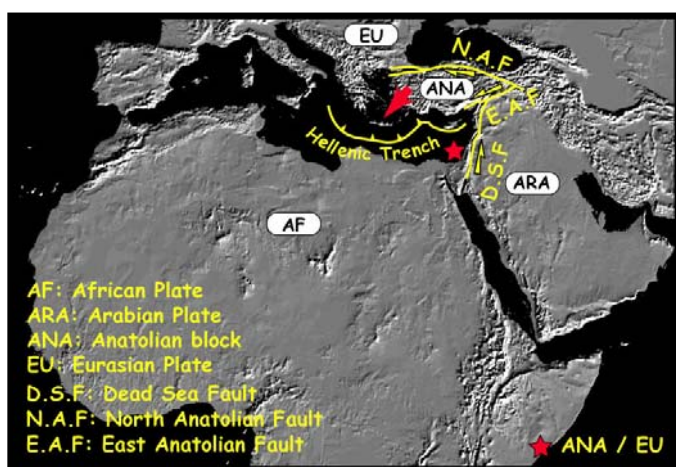 EU
N.A.F
ANA
E.A.F
Hellenic Trench
D.S.F
ARA
AF
AF: African Plate
ARA: Arabian Plate
ANA: Anatolian block
EU: Eurasian Plate
D.S.F: Dead Sea Fault
N.A.F: North Anatolian Fault
E.A.F: East Anatolian Fault
ANA / EU